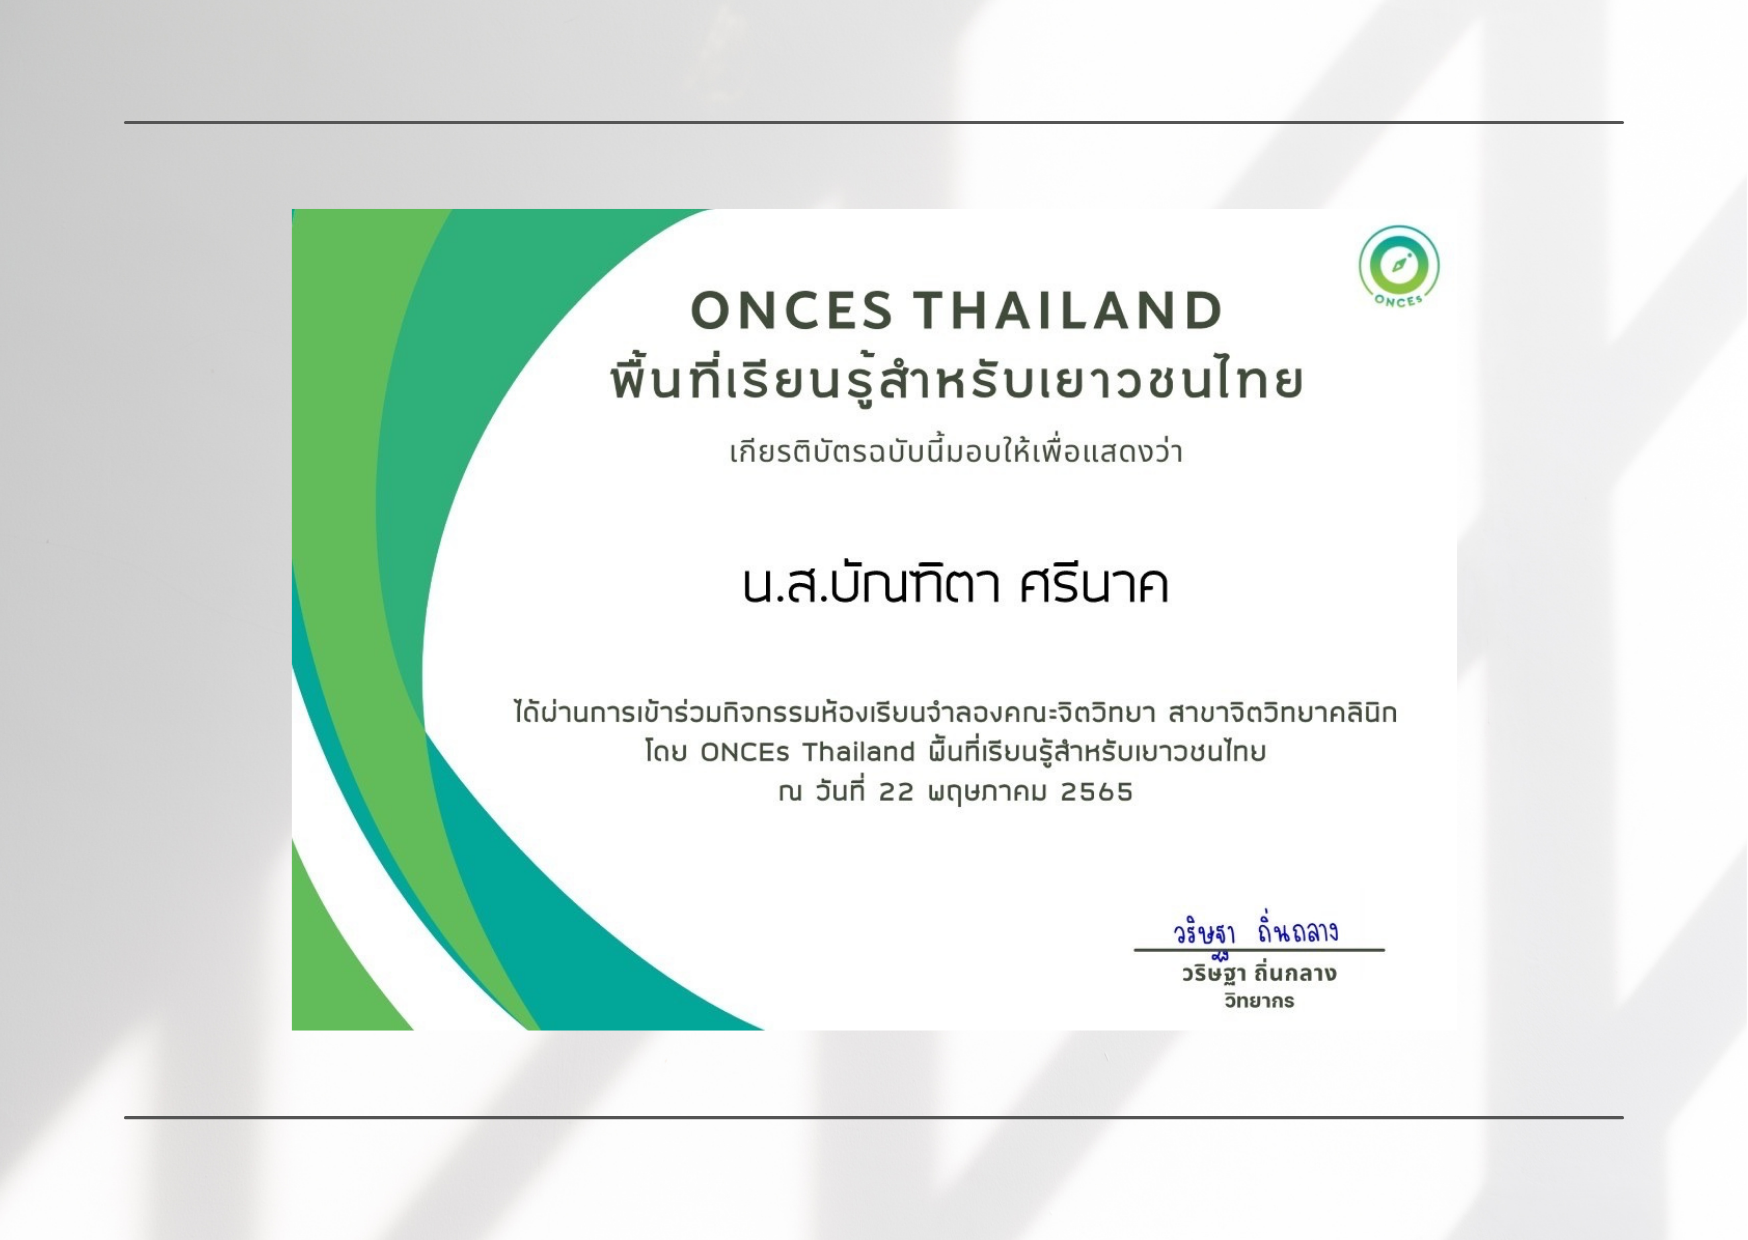 ONCEs
ONCES THAILAND
พื้นที่เรียนรู้สำหรับเยาวชนไทย
เกียรติบัตรฉบับนี้มอบให้เพื่อแสดงว่า
น.ส.บัณฑิตา ศรีนาค
ได้ผ่านการเข้าร่วมกิจกรรมห้องเรียนจำลองคณะจิตวิทยา สาขาจิตวิทยาคลินิก
โดย ONCEs Thailand พื้นที่เรียนรู้สำหรับเยาวชนไทย
ณ วันที่ 22 พฤษภาคม 2565
วริษฐา ถิ่นถลาง
วริษฐา ถิ่นถลาง
วิทยากร